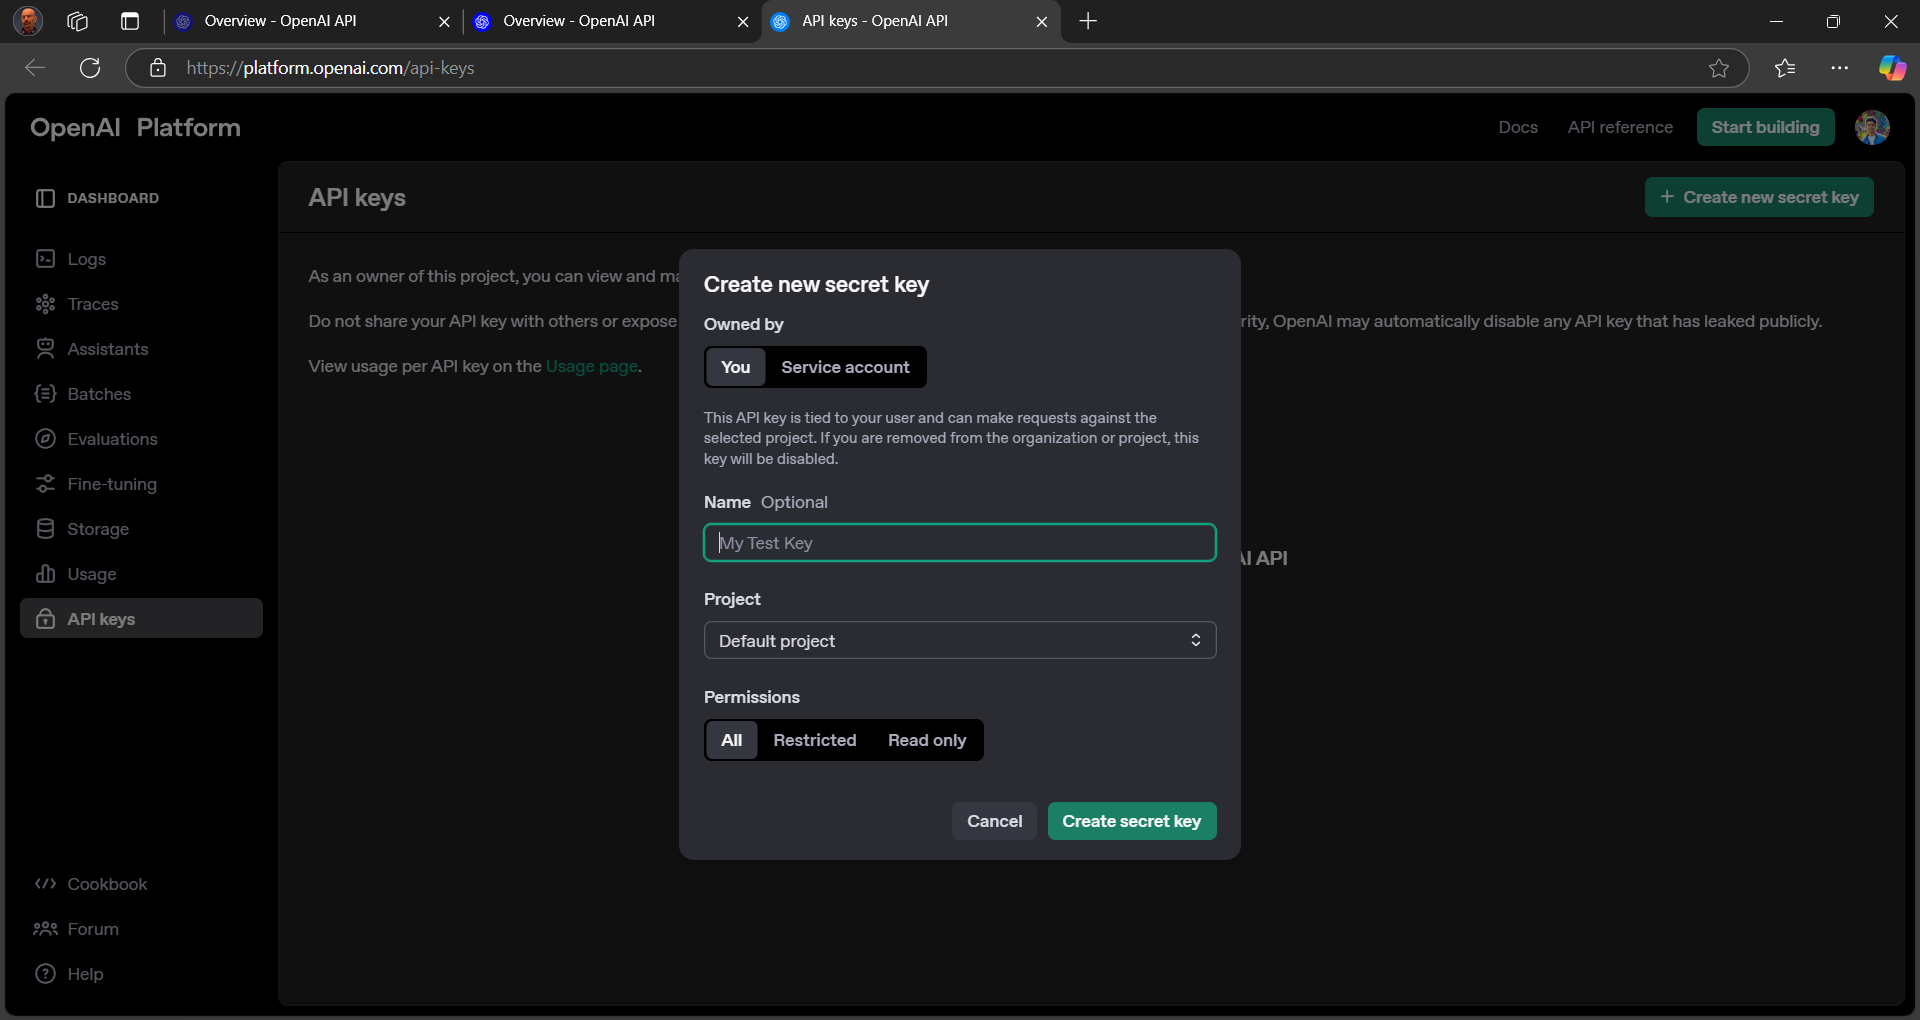 Overview - OpenAI API
Overview - OpenAI API
API keys - OpenAI API
https://platform.openai.com/api-keys
OpenAI Platform
Docs
API reference
Start building
DASHBOARD
Logs
Traces
Assistants
Batches
Evaluations
Fine-tuning
Storage
Usage
API keys
Cookbook
Forum
Help
API keys
+ Create new secret key
As an owner of this project, you can view and
Do not share your API key with others or expose
OpenAI may automatically disable any API key that has leaked publicly.
View usage per API key on the Usage page.
API
Create new secret key
Owned by
You
Service account
This API key is tied to your user and can make requests against the
selected project. If you are removed from the organization or project, this
key will be disabled.
Name Optional
My Test Key
Project
Default project
Permissions
All
Restricted
Read only
Cancel
Create secret key